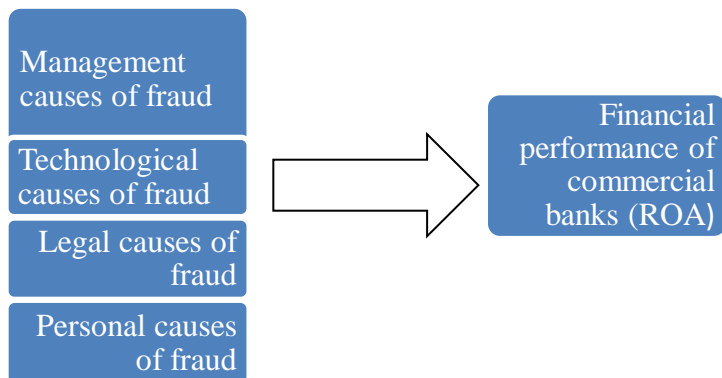 Management
causes of fraud
Technological
causes of fraud
Legal causes of
fraud
Personal causes
of fraud
Financial
performance of
commercial
banks (ROA)